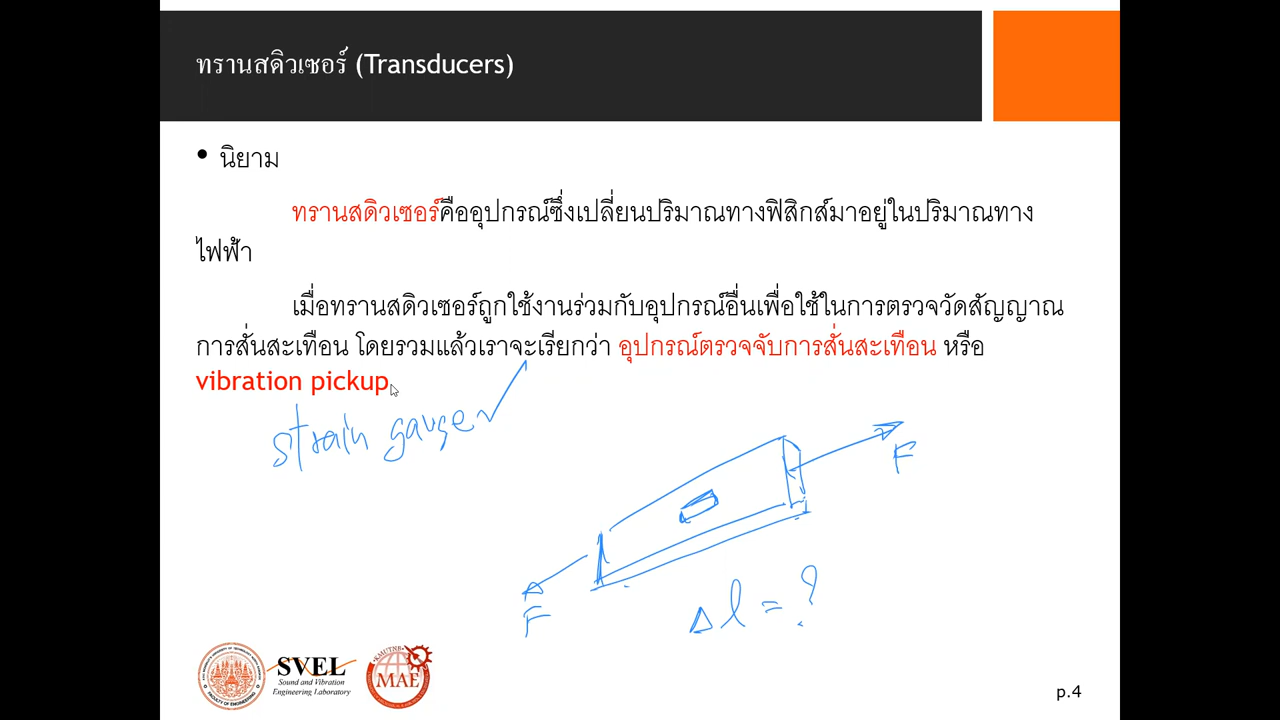 ทรานสดิวเซอร์ (Transducers)
• นิยาม
ทรานสดิวเซอร์คืออุปกรณ์ซึ่งเปลี่ยนปริมาณทางฟิสิกส์มาอยู่ในปริมาณทาง
ไฟฟ้า
เมื่อทรานสดิวเซอร์ถูกใช้งานร่วมกับอุปกรณ์อื่นเพื่อใช้ในการตรวจวัดสัญญาณ
การสั่นสะเทือน โดยรวมแล้วเราจะเรียกว่า อุปกรณ์ตรวจจับการสั่นสะเทือน หรือ
vibration pickup
strain gauge
F
F
Δl = ?
SVEL
Sound and Vibration
Engineering Laboratory
KMUTNB
MAE
p.4